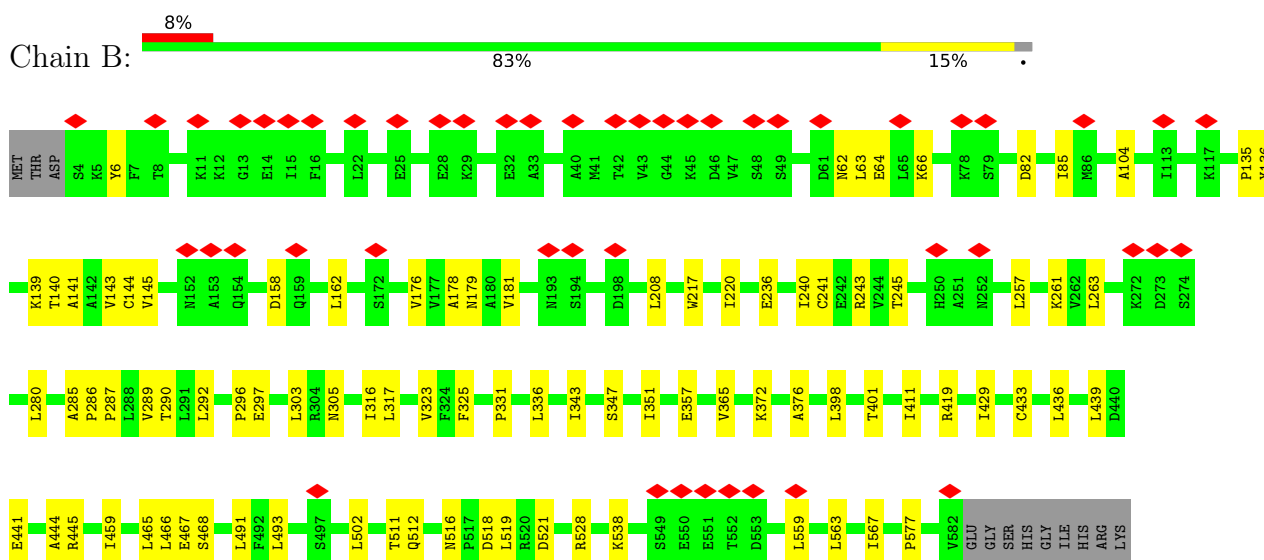 8%
Chain B:
83% 15% •
MET THR ASP S4 K5 Y6 F7 T8 K11 K12 G13 E14 I15 F16 L22 E25 E28 K29 E32 A33 A40 M41 T42 V43 G44 K45 D46 V47 S48 S49 D61 N62 L63 E64 L65 K66 K78 S79 D82 I85 M86 A104 I113 K117 P135 Y136
K139 T140 A141 A142 V143 C144 V145 N152 A153 Q154 D158 Q159 L162 S172 V176 V177 A178 N179 A180 V181 N193 S194 D198 L208 W217 I220 E236 I240 C241 E242 R243 V244 T245 H250 A251 N252 L257 K261 V262 L263 K272 D273 S274
L280 A285 P286 P287 L288 V289 T290 L291 L292 P296 E297 L303 R304 N305 I316 L317 V323 F324 F325 P331 L336 I343 S347 I351 E357 V365 K372 A376 L398 T401 I411 R419 I429 C433 L436 L439 D440
E441 A444 R445 I459 L465 L466 E467 S468 L491 F492 L493 S497 L502 T511 Q512 N516 P517 D518 L519 R520 D521 R528 K538 S549 E550 E551 T552 D553 L559 L563 I567 P577 V582 GLU GLY SER HIS GLY ILE HIS ARG LYS